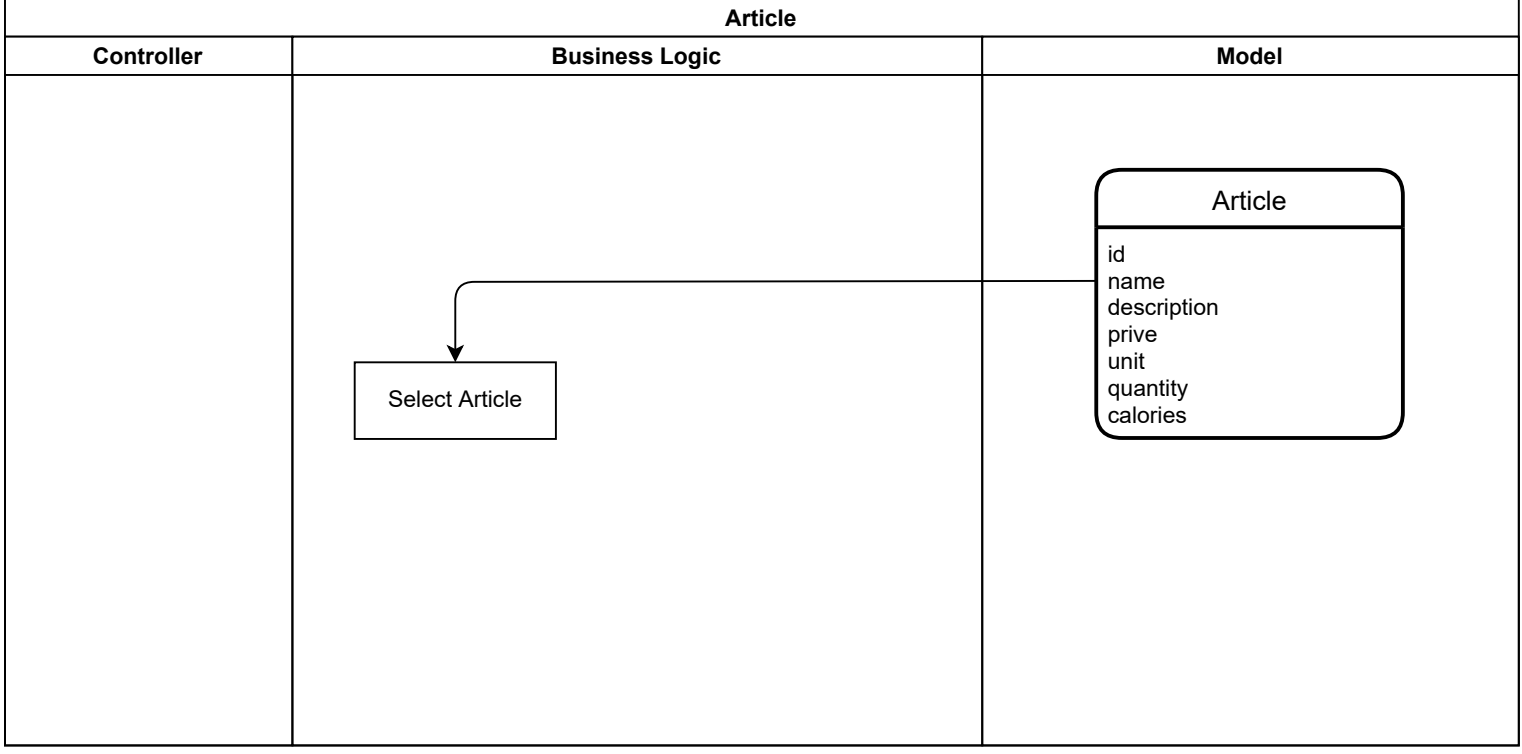 Article
Controller
Business Logic
Model
Article
id
name
description
prive
unit
quantity
calories
Select Article